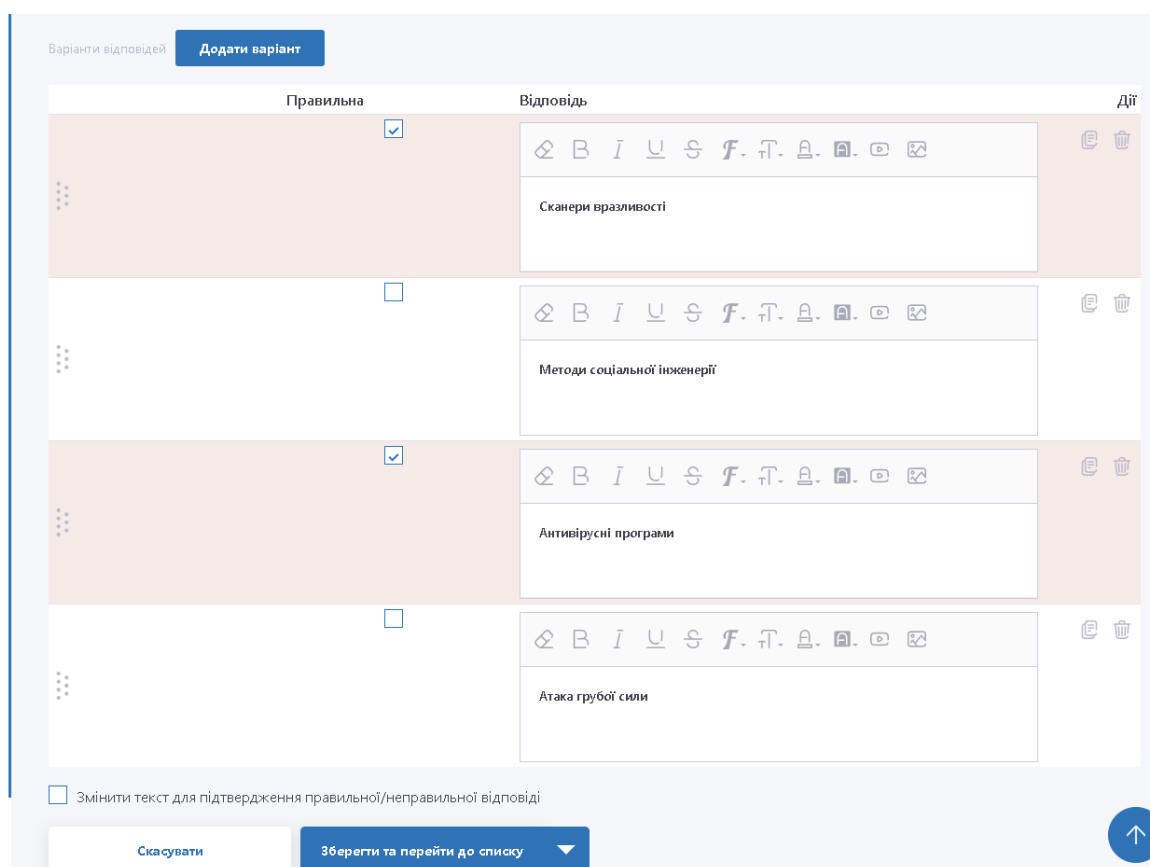 Варіанти відповідей Додати варіант
Правильна Відповідь Дії
Сканери вразливості
Методи соціальної інженерії
Антивірусні програми
Атака грубої сили
Змінити текст для підтвердження правильної/неправильної відповіді
Скасувати Зберегти та перейти до списку